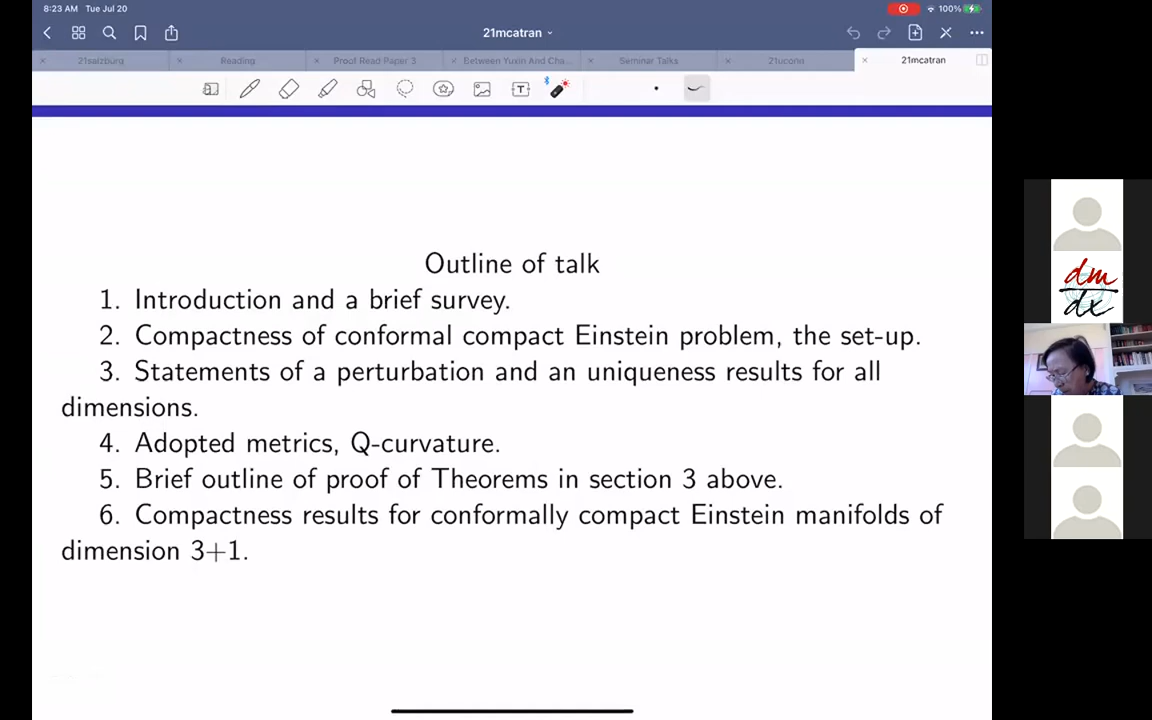 8:23 AM Tue Jul 20
100%
21mcatran
21salzburg
Reading
Proof Read Paper 3
Between Yuxin And Cha...
Seminar Talks
21uconn
21mcatran
T
Outline of talk
1. Introduction and a brief survey.
2. Compactness of conformal compact Einstein problem, the set-up.
3. Statements of a perturbation and an uniqueness results for all
dimensions.
4. Adopted metrics, Q-curvature.
5. Brief outline of proof of Theorems in section 3 above.
6. Compactness results for conformally compact Einstein manifolds of
dimension 3+1.
dm
dx